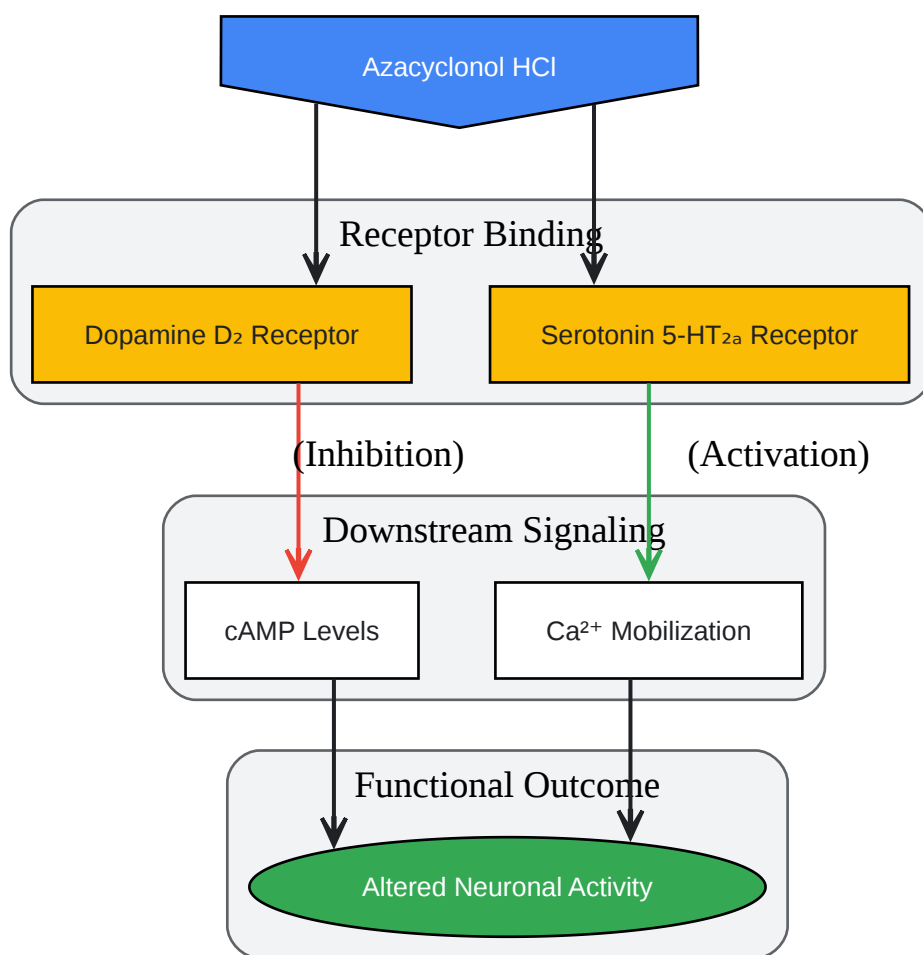 Azacyclonol HCl
Receptor Binding
Dopamine D₂ Receptor
Serotonin 5-HT₂ₐ Receptor
(Inhibition)
(Activation)
Downstream Signaling
cAMP Levels
Ca²⁺ Mobilization
Functional Outcome
Altered Neuronal Activity